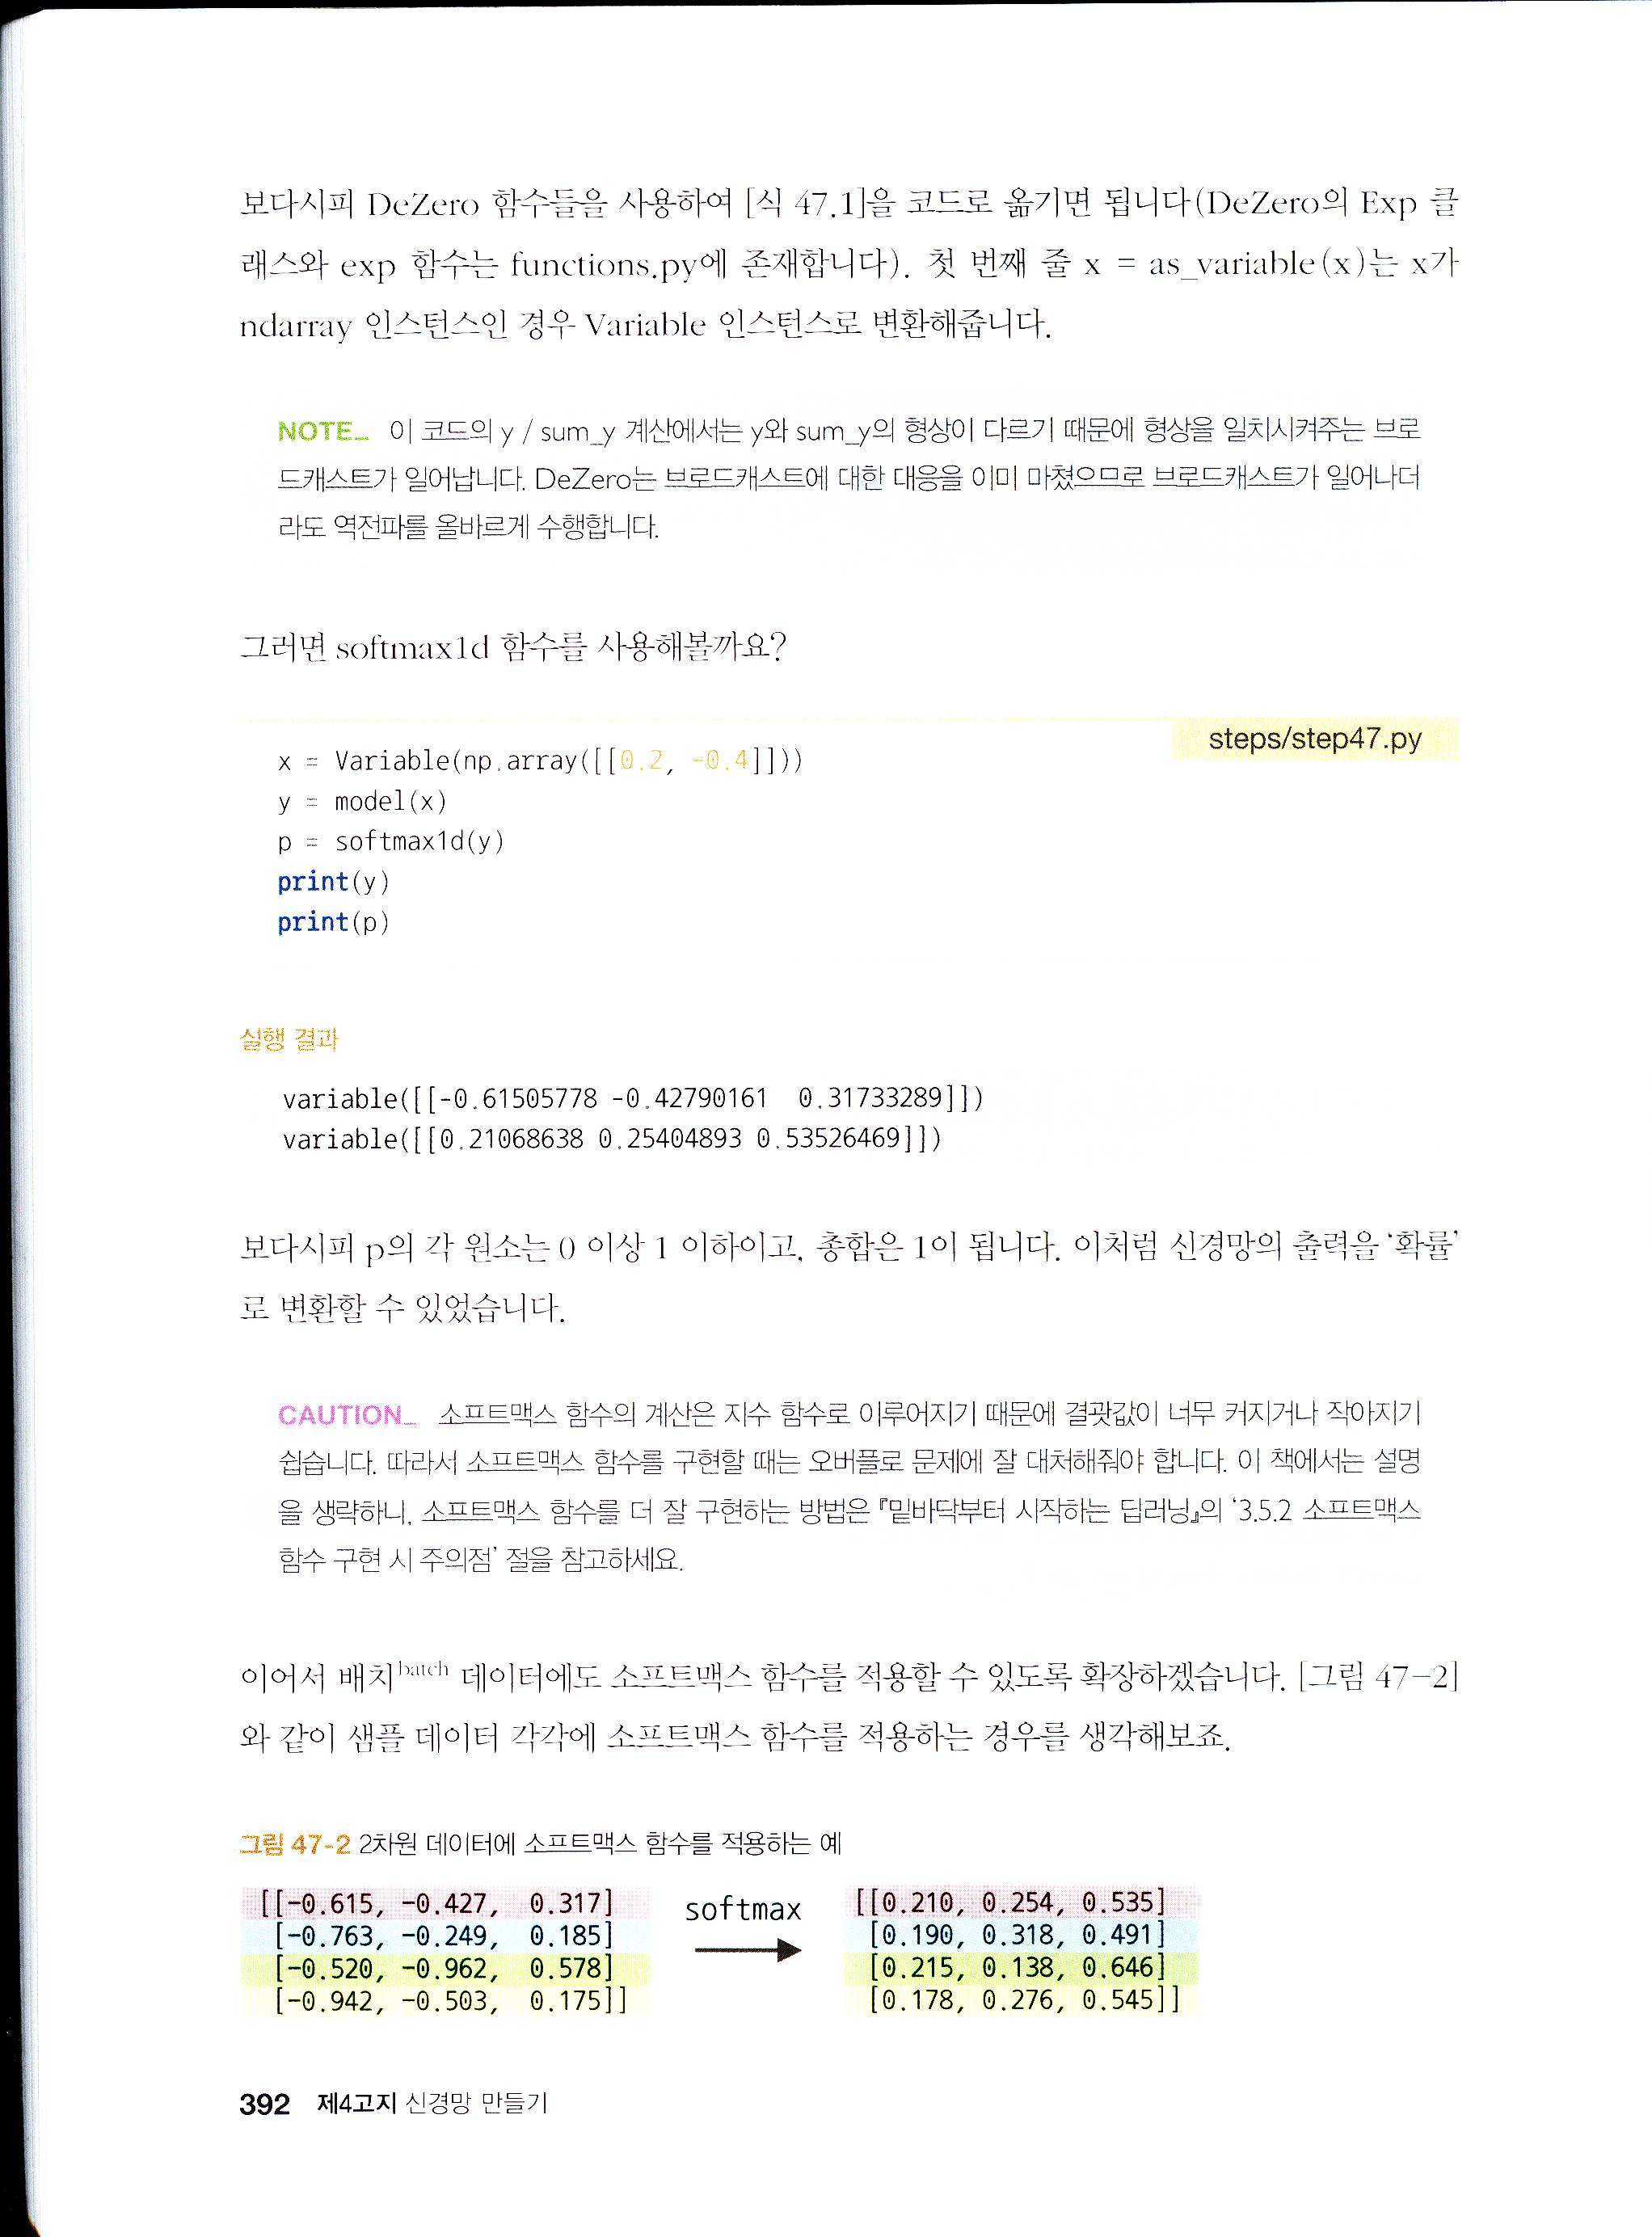 보다시피 DeZero 함수들을 사용하여 [식 47.1]을 코드로 옮기면 됩니다(DeZero의 Exp 클
래스와 exp 함수는 functions.py에 존재합니다). 첫 번째 줄 x = as_variable(x)는 x가
ndarray 인스턴스인 경우 Variable 인스턴스로 변환해줍니다.
NOTE_ 이 코드의 y / sum_y 계산에서는 y와 sum_y의 형상이 다르기 때문에 형상을 일치시켜주는 브로
드캐스트가 일어납니다. DeZero는 브로드캐스트에 대한 대응을 이미 마쳤으므로 브로드캐스트가 일어나더
라도 역전파를 올바르게 수행합니다.
그러면 softmax1d 함수를 사용해볼까요?
steps/step47.py
x = Variable(np.array([[0.2, -0.4]]))
y = model(x)
p = softmax1d(y)
print(y)
print(p)
실행 결과
variable([[-0.61505778 -0.42790161  0.31733289]])
variable([[0.21068638 0.25404893 0.53526469]])
보다시피 p의 각 원소는 0 이상 1 이하이고, 총합은 1이 됩니다. 이처럼 신경망의 출력을 ‘확률’
로 변환할 수 있었습니다.
CAUTION_ 소프트맥스 함수의 계산은 지수 함수로 이루어지기 때문에 결괏값이 너무 커지거나 작아지기
쉽습니다. 따라서 소프트맥스 함수를 구현할 때는 오버플로 문제에 잘 대처해줘야 합니다. 이 책에서는 설명
을 생략하니, 소프트맥스 함수를 더 잘 구현하는 방법은 『밑바닥부터 시작하는 딥러닝』의 ‘3.5.2 소프트맥스
함수 구현 시 주의점’ 절을 참고하세요.
이어서 배치batch 데이터에도 소프트맥스 함수를 적용할 수 있도록 확장하겠습니다. [그림 47-2]
와 같이 샘플 데이터 각각에 소프트맥스 함수를 적용하는 경우를 생각해보죠.
그림 47-2 2차원 데이터에 소프트맥스 함수를 적용하는 예
[[-0.615, -0.427,  0.317]
[-0.763, -0.249,  0.185]
[-0.520, -0.962,  0.578]
[-0.942, -0.503,  0.175]]
softmax
[[0.210, 0.254, 0.535]
[0.190, 0.318, 0.491]
[0.215, 0.138, 0.646]
[0.178, 0.276, 0.545]]
392 제4고지 신경망 만들기